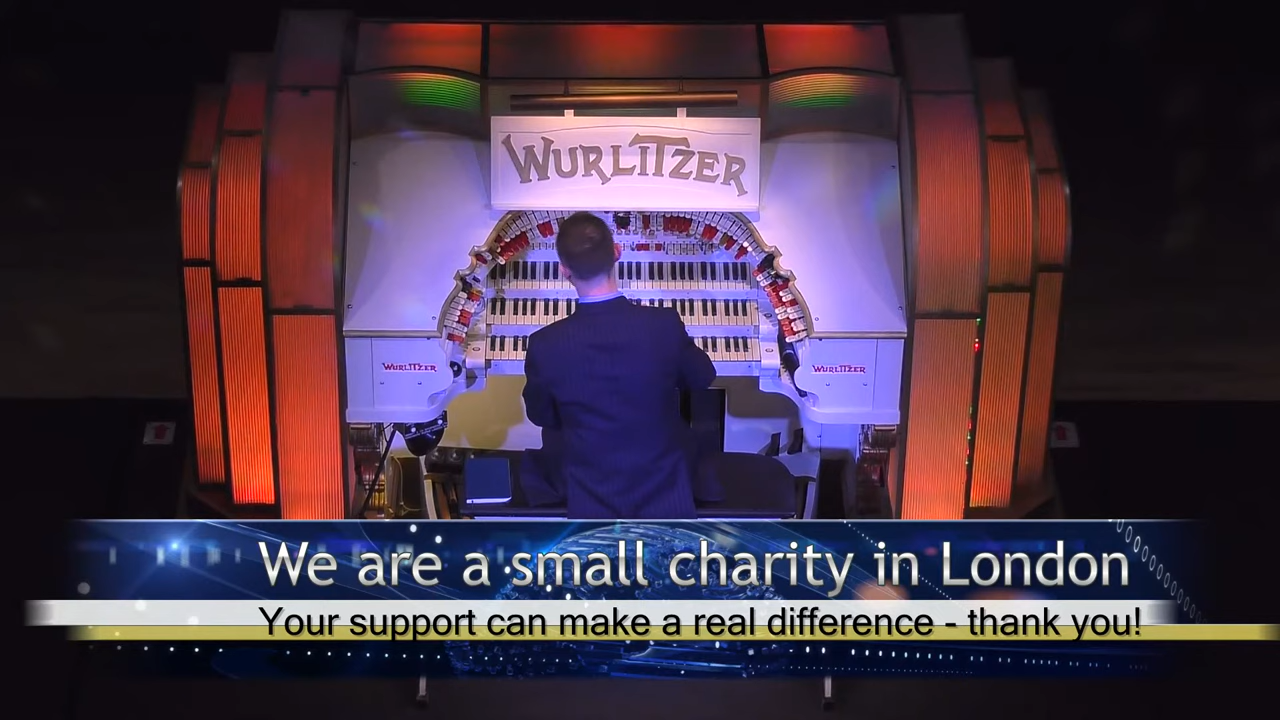 WURLITZER
WURLITZER
WURLITZER
We are a small charity in London
Your support can make a real difference - thank you!